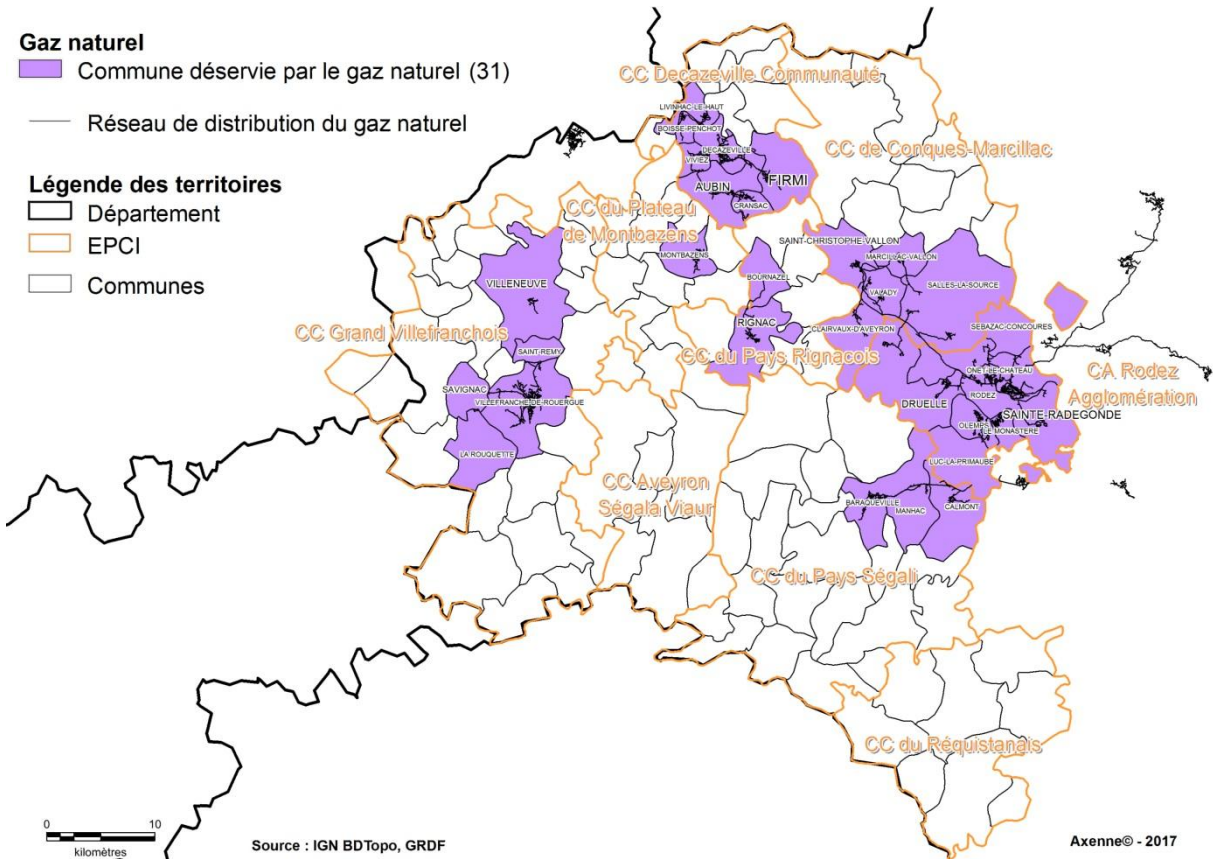 Gaz naturel
Commune déservie par le gaz naturel (31)
Réseau de distribution du gaz naturel
Légende des territoires
Département
EPCI
Communes
CC Decazeville Communauté
LIVINHAC-LE-HAUT
BOISSE-PENCHOT
DECAZEVILLE
VIVIEZ
AUBIN
FIRMI
CRANSAC
CC de Conques-Marcillac
CC du Plateau
de Montbazens
MONTBAZENS
SAINT-CHRISTOPHE-VALLON
MARCILLAC-VALLON
BOURNAZEL
VALADY
SALLES-LA-SOURCE
VILLENEUVE
CC Grand Villefranchois
RIGNAC
CLAIRVAUX-D'AVEYRON
SEBAZAC-CONCOURES
SAINT-REMY
CC du Pays Rignacois
SAVIGNAC
VILLEFRANCHE-DE-ROUERGUE
ONET-LE-CHATEAU
CA Rodez
Agglomération
DRUELLE
RODEZ
SAINTE-RADEGONDE
OLEMPS
LE MONASTERE
LA ROUQUETTE
LUC-LA-PRIMAUBE
CC Aveyron
Ségala Viaur
BARAQUEVILLE
MANHAC
CALMONT
CC du Pays Ségali
CC du Réquistanais
0 10
kilomètres
Source : IGN BDTopo, GRDF
Axenne© - 2017